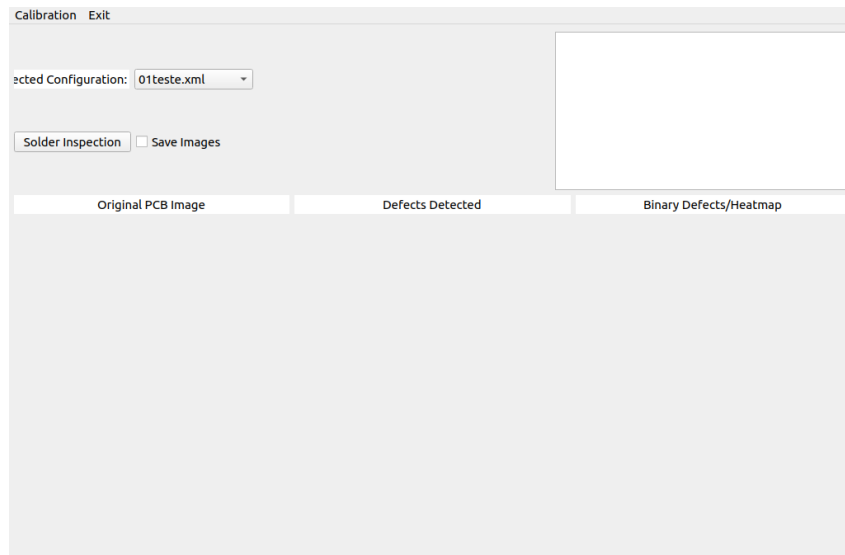 Calibration Exit
ected Configuration: 01teste.xml
Solder Inspection Save Images
Original PCB Image Defects Detected Binary Defects/Heatmap